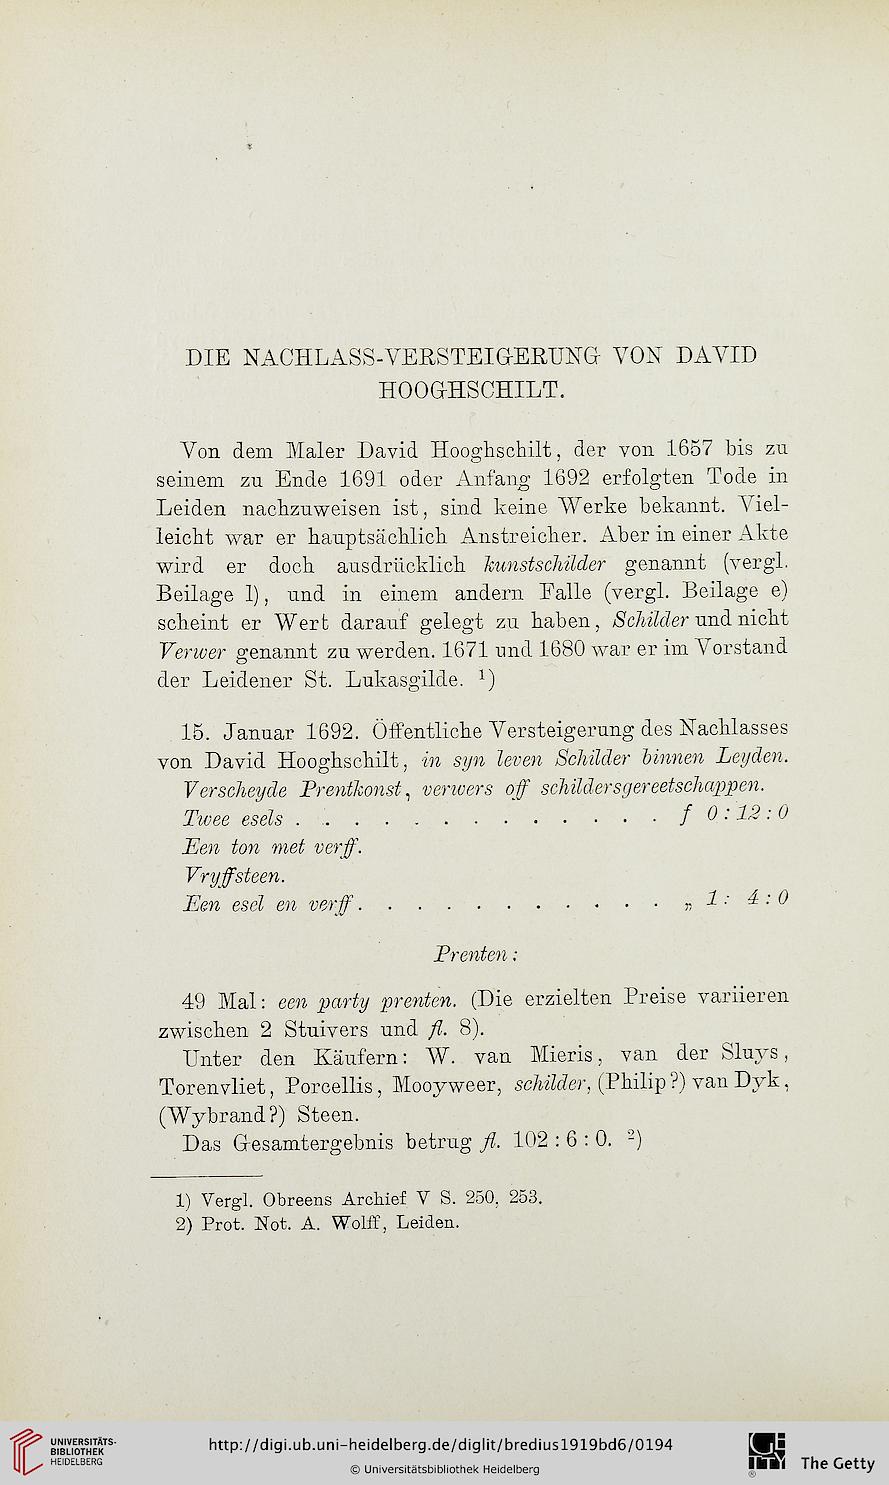 DIE NACHLASS-VERSTEIGERUNG VON DAVID
HOOGHSCHILT.
Von dem Maler David Hooghschilt, der von 1657 bis zu
seinem zu Ende 1691 oder Anfang 1692 erfolgten Tode in
Leiden nachzuweisen ist, sind keine Werke bekannt. Viel-
leicht war er hauptsächlich Anstreicher. Aber in einer Akte
wird er doch ausdrücklich kunstschilder genannt (vergl.
Beilage l), und in einem andern Falle (vergl. Beilage e)
scheint er Wert darauf gelegt zu haben, Schilder und nicht
Verwer genannt zu werden. 1671 und 1680 war er im Vorstand
der Leidener St. Lukasgilde. ¹)
15. Januar 1692. Öffentliche Versteigerung des Nachlasses
von David Hooghschilt, in syn leven Schilder binnen Leyden.
Verscheyde Prentkonst, verwers off schildersgereetschappen.
Twee esels . . . . . . . . . . . . . . f 0 : 12 : 0
Een ton met verff.
Vryffsteen.
Een esel en verff . . . . . . . . . . . . „ 1 : 4 : 0
Prenten :
49 Mal: een party prenten. (Die erzielten Preise variieren
zwischen 2 Stuivers und fl. 8).
Unter den Käufern: W. van Mieris, van der Sluys,
Torenvliet, Porcellis, Mooyweer, schilder, (Philip?) van Dyk,
(Wybrand?) Steen.
Das Gesamtergebnis betrug fl. 102 : 6 : 0. ²)
1) Vergl. Obreens Archief V S. 250, 253.
2) Prot. Not. A. Wolff, Leiden.
UNIVERSITÄTS-
BIBLIOTHEK
HEIDELBERG
http://digi.ub.uni-heidelberg.de/diglit/bredius1919bd6/0194
© Universitätsbibliothek Heidelberg
GETTY
®
The Getty